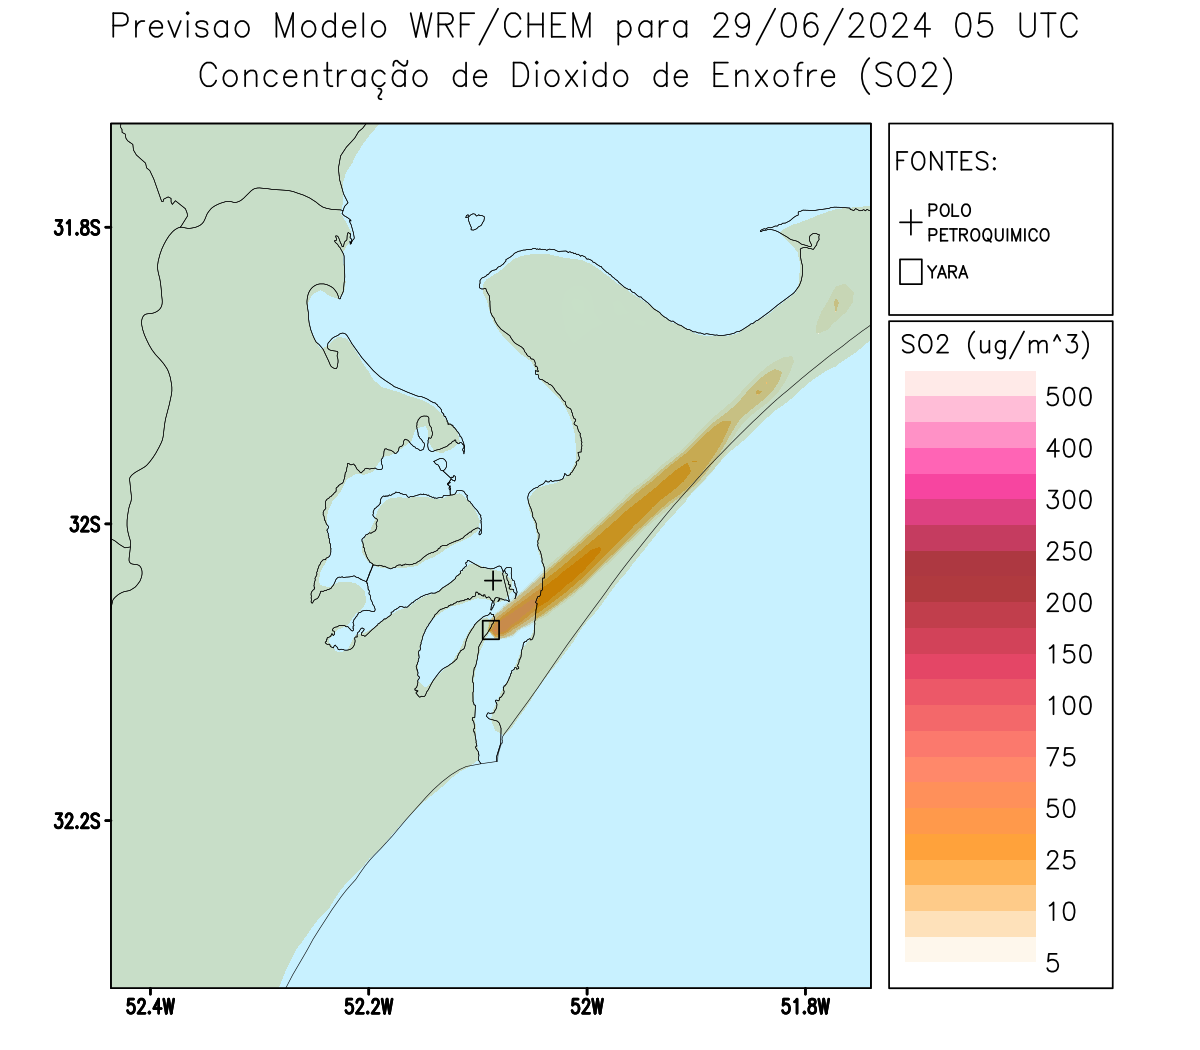 Previsao Modelo WRF/CHEM para 29/06/2024 05 UTC
Concentração de Dioxido de Enxofre (SO2)
FONTES:
POLO
PETROQUIMICO
YARA
SO2 (ug/m^3)
500
400
300
250
200
150
100
75
50
25
10
5
31.8S
32S
32.2S
52.4W
52.2W
52W
51.8W